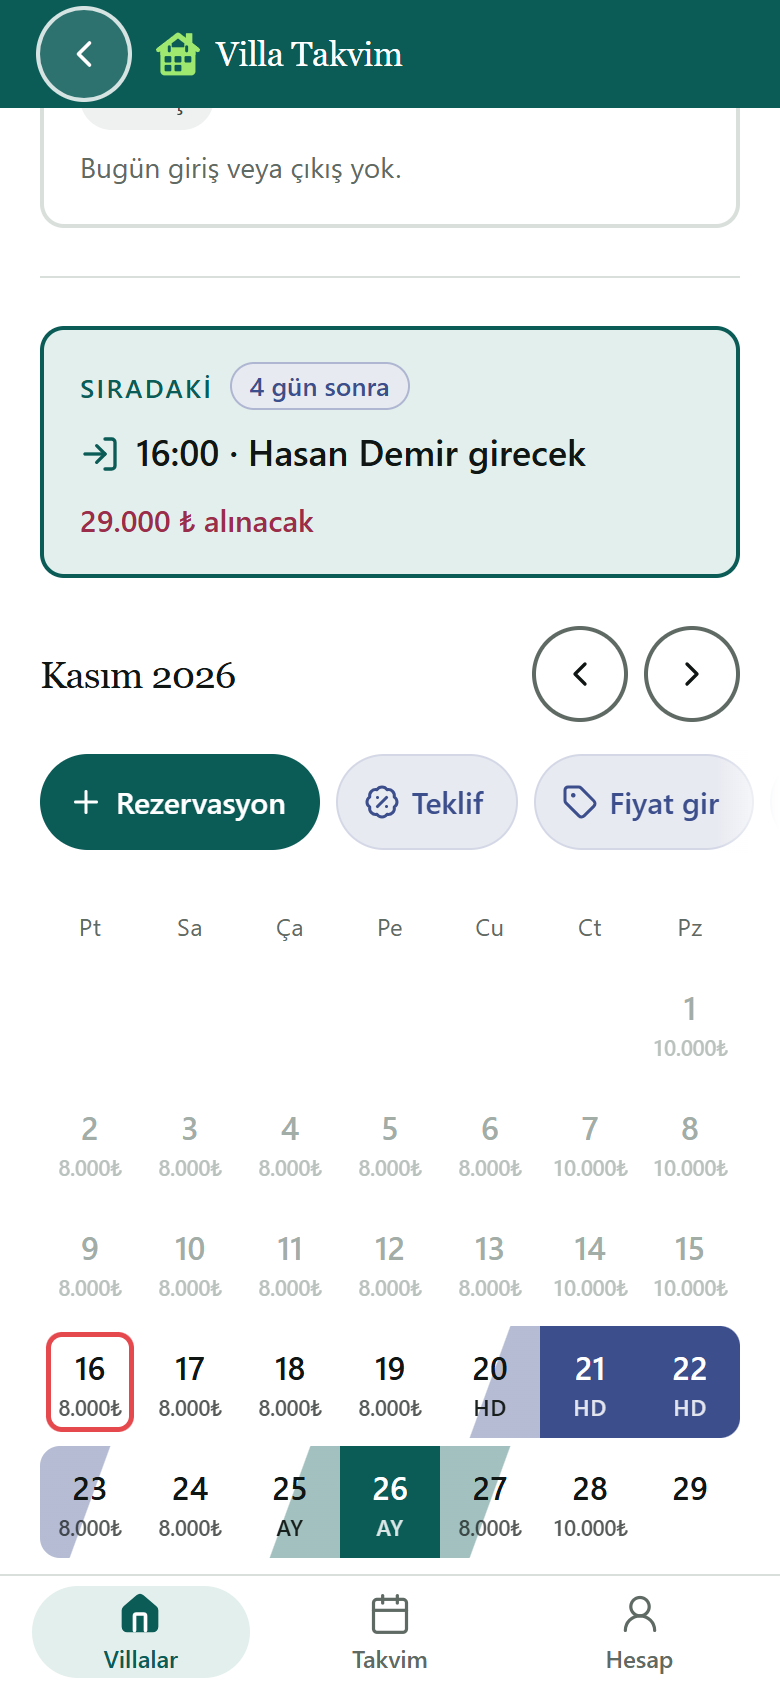 Villa Takvim
Bugün giriş veya çıkış yok.
SIRADAKİ 4 gün sonra
16:00 · Hasan Demir girecek
29.000 ₺ alınacak
Kasım 2026
Rezervasyon Teklif Fiyat gir
Pt Sa Ça Pe Cu Ct Pz
1
10.000₺
2 3 4 5 6 7 8
8.000₺ 8.000₺ 8.000₺ 8.000₺ 8.000₺ 10.000₺ 10.000₺
9 10 11 12 13 14 15
8.000₺ 8.000₺ 8.000₺ 8.000₺ 8.000₺ 10.000₺ 10.000₺
16 17 18 19 20 21 22
8.000₺ 8.000₺ 8.000₺ 8.000₺ HD HD HD
23 24 25 26 27 28 29
8.000₺ 8.000₺ AY AY 8.000₺ 10.000₺
Villalar Takvim Hesap